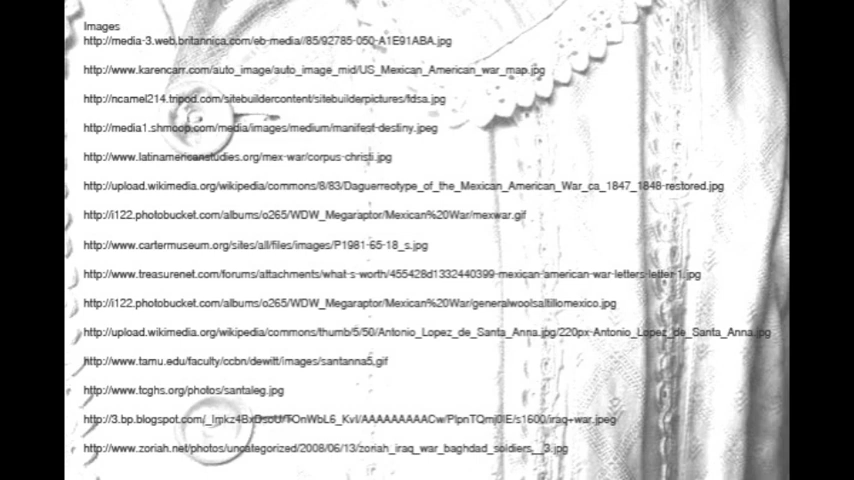 Images
http://media-3.web.britannica.com/eb-media//85/92785-050-A1E91ABA.jpg
http://www.karencarr.com/auto_image/auto_image_mid/US_Mexican_American_war_map.jpg
http://ncamel214.tripod.com/sitebuildercontent/sitebuilderpictures/fdsa.jpg
http://media1.shmoop.com/media/images/medium/manifest-destiny.jpeg
http://www.latinamericanstudies.org/mex-war/corpus-christi.jpg
http://upload.wikimedia.org/wikipedia/commons/8/83/Daguerreotype_of_the_Mexican_American_War_ca_1847_1848-restored.jpg
http://i122.photobucket.com/albums/o265/WDW_Megaraptor/Mexican%20War/mexwar.gif
http://www.cartermuseum.org/sites/all/files/images/P1981-65-18_s.jpg
http://www.treasurenet.com/forums/attachments/what-s-worth/455428d1332440399-mexican-american-war-letters-letter-1.jpg
http://i122.photobucket.com/albums/o265/WDW_Megaraptor/Mexican%20War/generalwoolsaltillomexico.jpg
http://upload.wikimedia.org/wikipedia/commons/thumb/5/50/Antonio_Lopez_de_Santa_Anna.jpg/220px-Antonio_Lopez_de_Santa_Anna.jpg
http://www.tamu.edu/faculty/ccbn/dewitt/images/santanna5.gif
http://www.tcghs.org/photos/santaleg.jpg
http://www.zoriah.net/photos/uncategorized/2008/06/13/zoriah_iraq_war_baghdad_soldiers__3.jpg